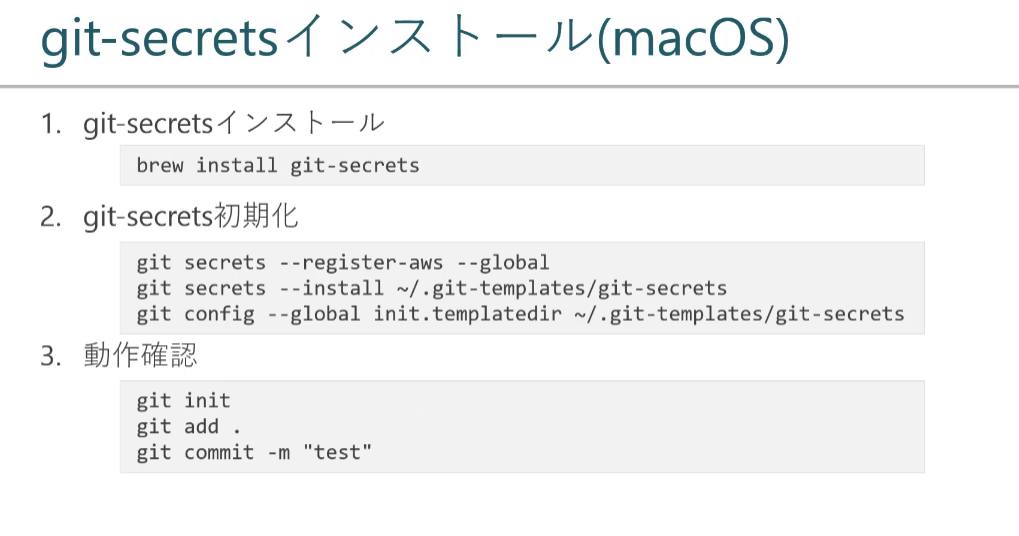 git-secretsインストール(macOS)
1. git-secretsインストール
brew install git-secrets
2. git-secrets初期化
git secrets --register-aws --global
git secrets --install ~/.git-templates/git-secrets
git config --global init.templatedir ~/.git-templates/git-secrets
3. 動作確認
git init
git add .
git commit -m "test"